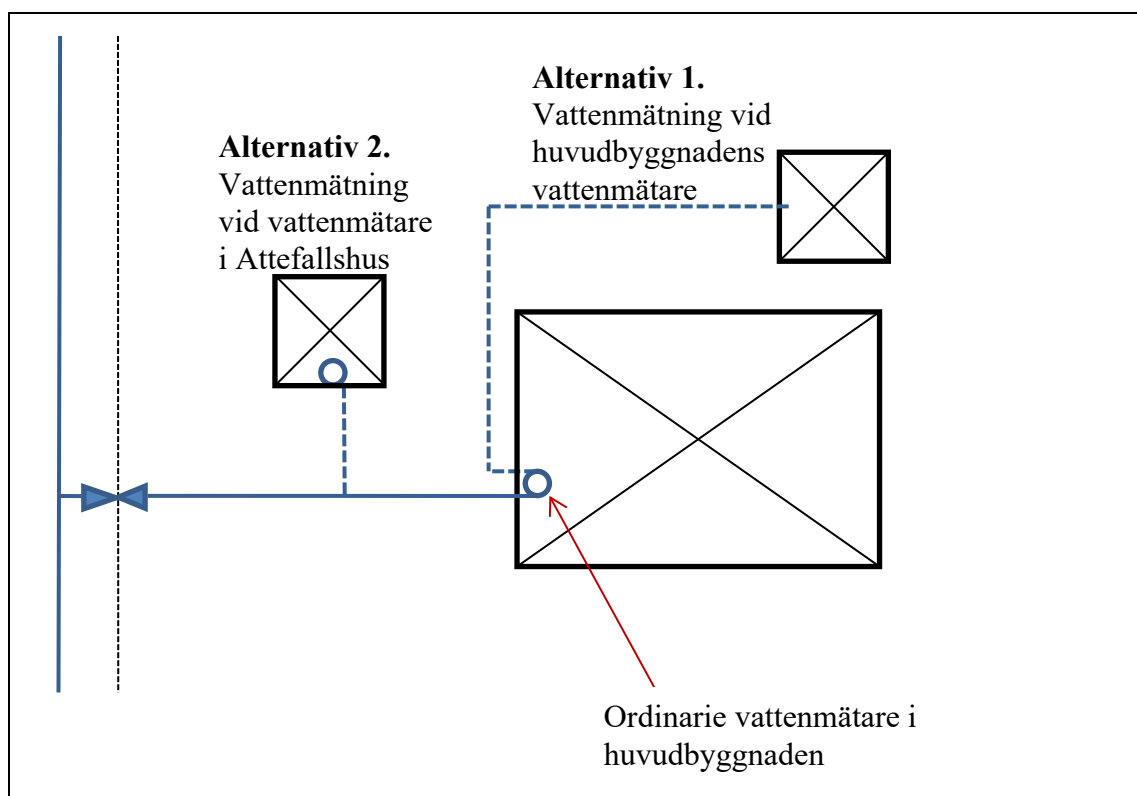 Alternativ 1.
Vattenmätning vid
huvudbyggnadens
vattenmätare
Alternativ 2.
Vattenmätning
vid vattenmätare
i Attefallshus
Ordinarie vattenmätare i
huvudbyggnaden